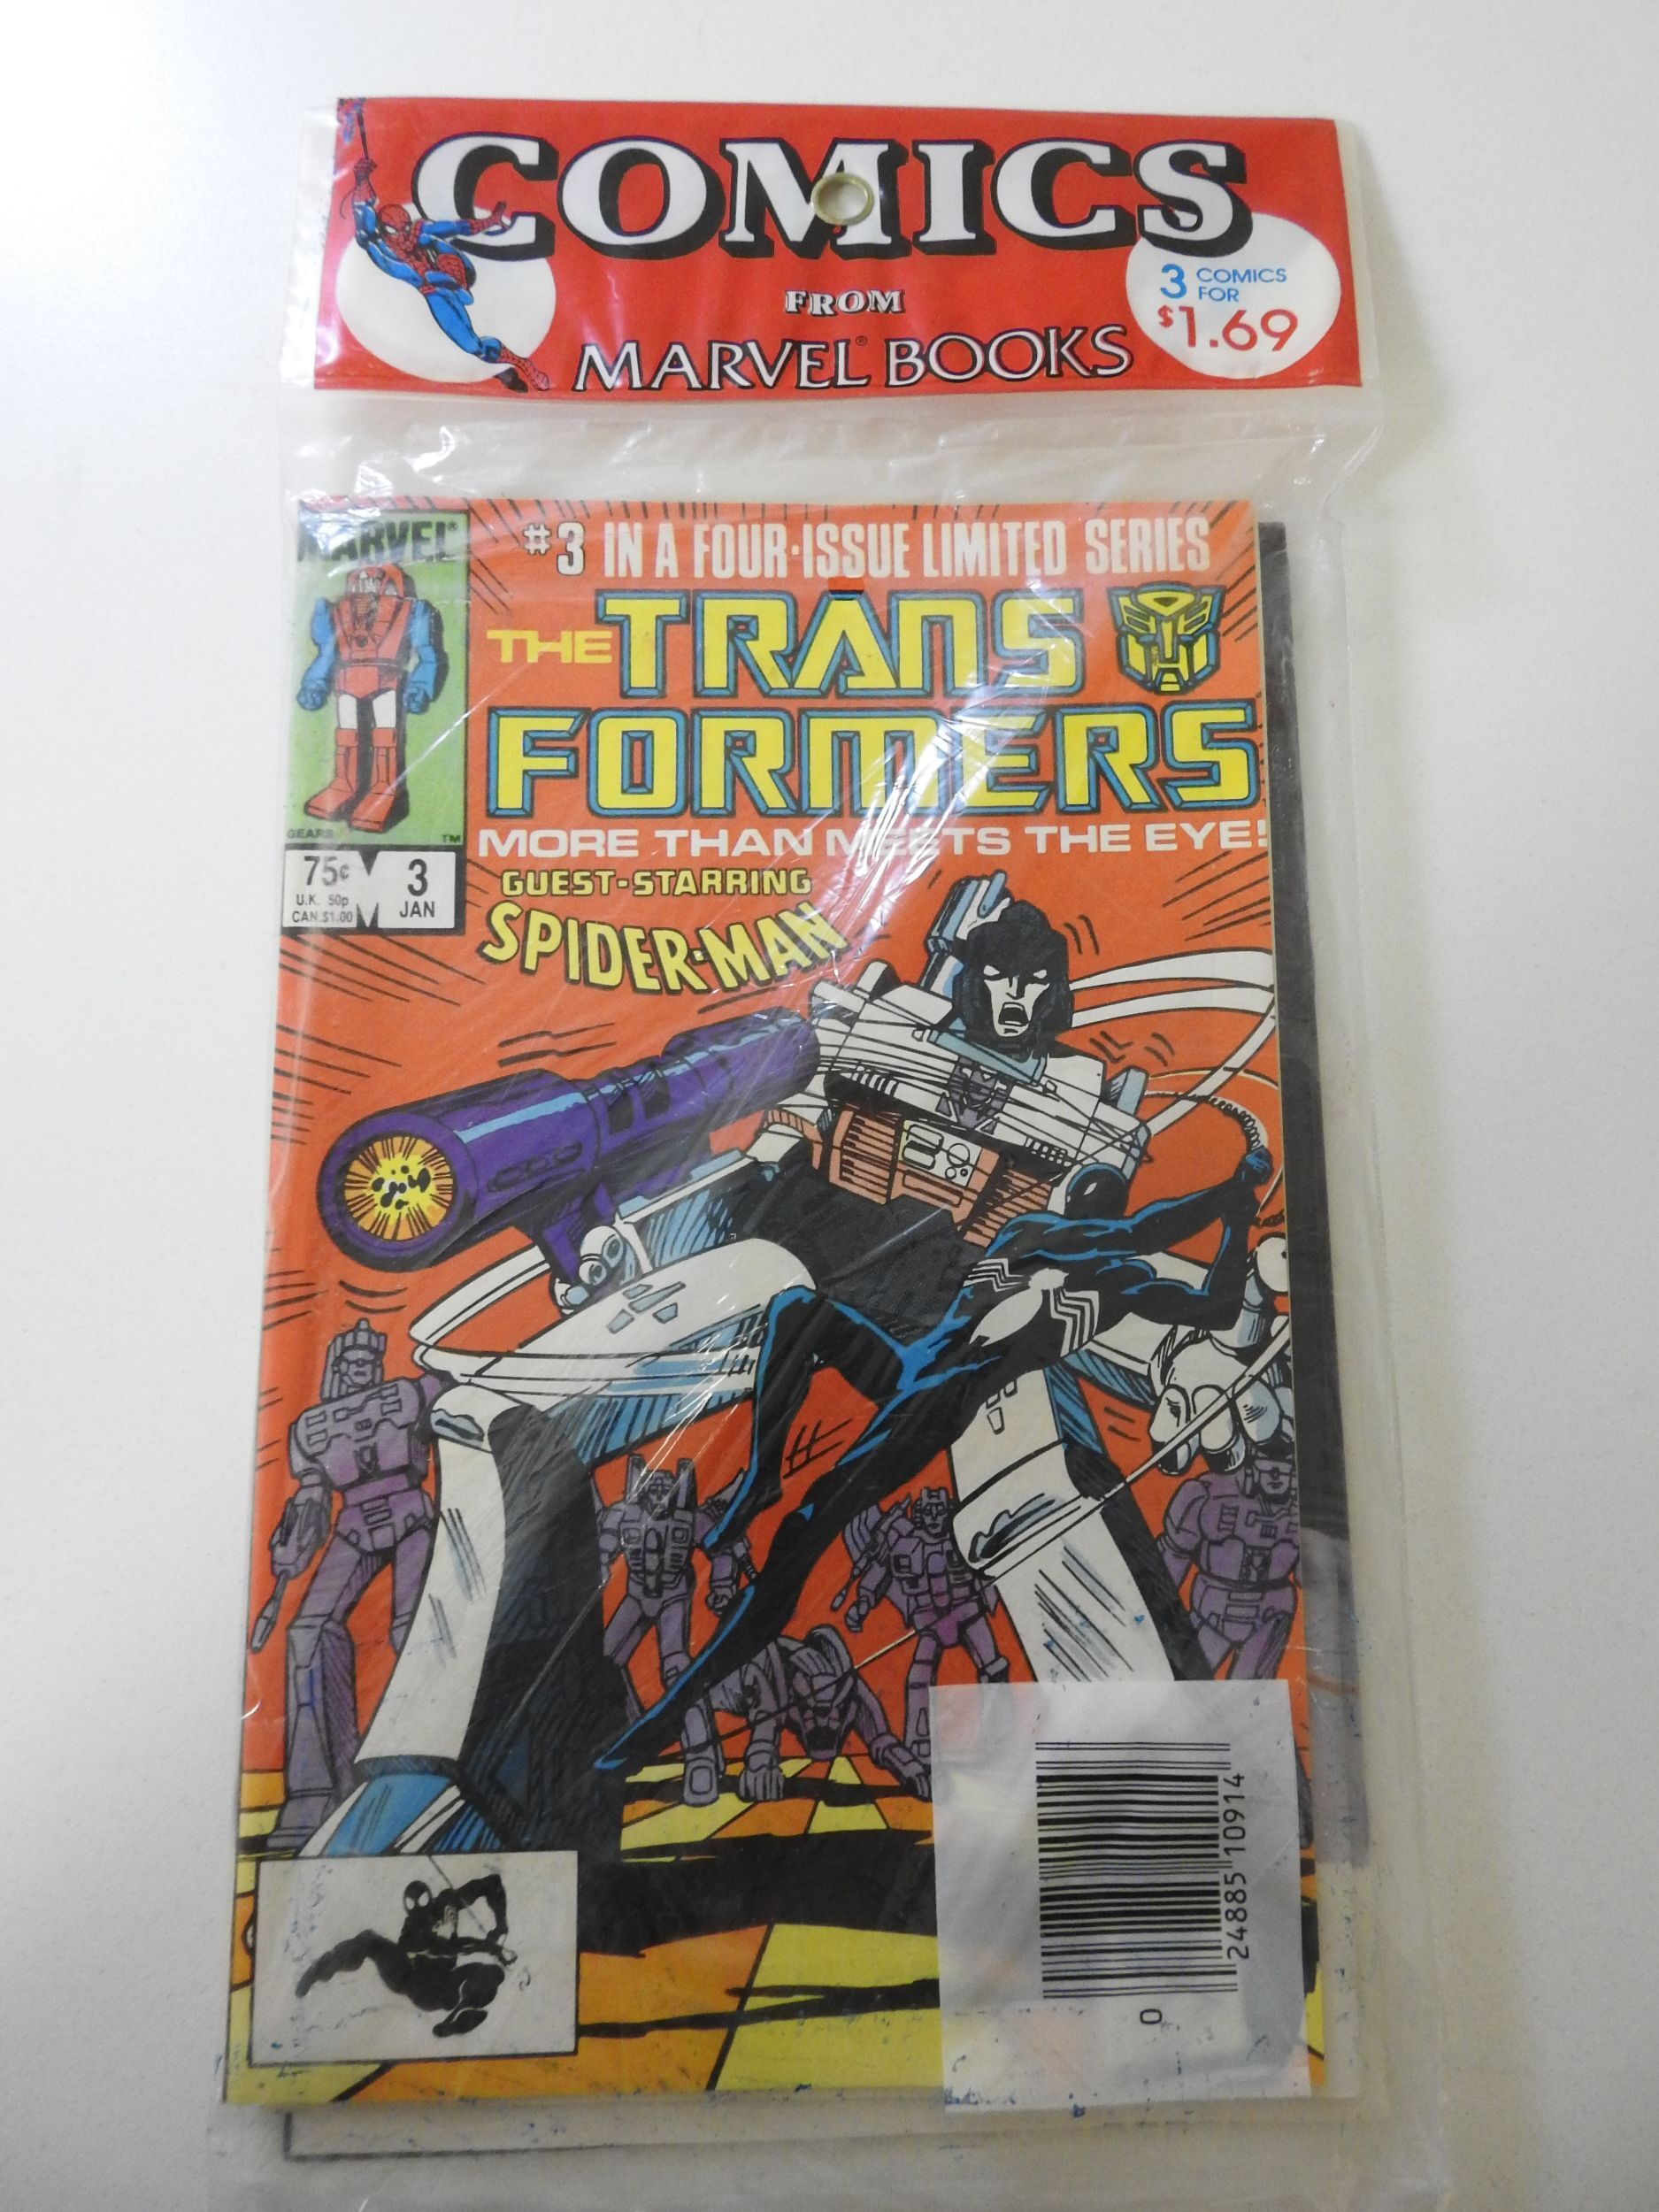 COMICS
FROM
MARVEL® BOOKS
3 COMICS
FOR
$1.69
MARVEL®
#3 IN A FOUR-ISSUE LIMITED SERIES
THE TRANS
FORMERS
MORE THAN MEETS THE EYE!
GEARS
TM
75¢
U.K. 50p
CAN.$1.00
3
JAN
GUEST-STARRING
SPIDER-MAN
24885 10914
0